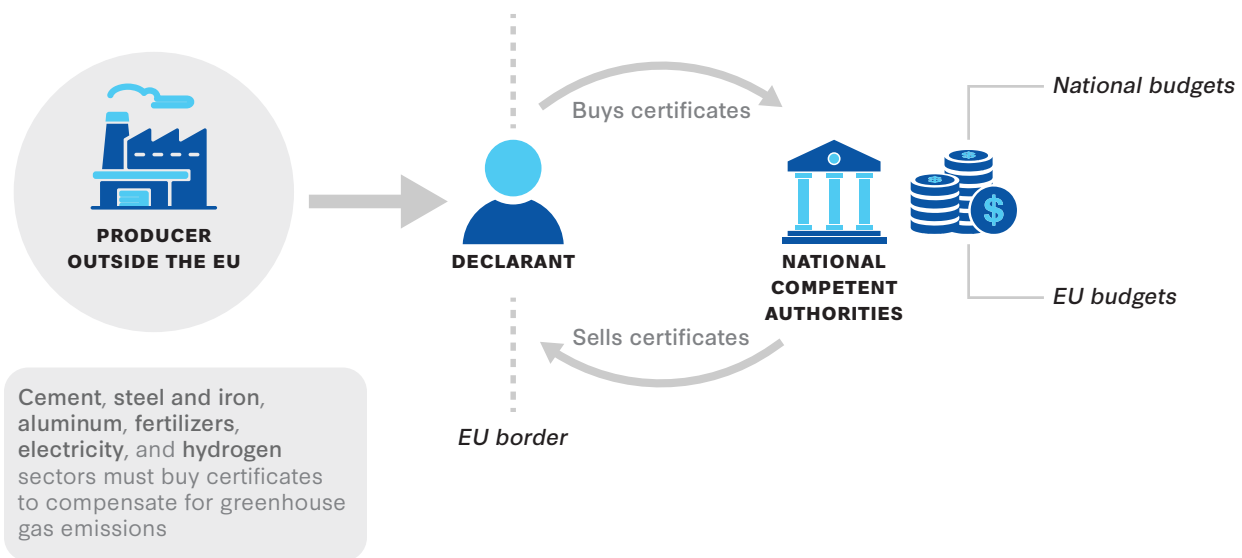 PRODUCER
OUTSIDE THE EU
Cement, steel and iron,
aluminum, fertilizers,
electricity, and hydrogen
sectors must buy certificates
to compensate for greenhouse
gas emissions
Buys certificates
DECLARANT
Sells certificates
EU border
NATIONAL
COMPETENT
AUTHORITIES
$
National budgets
EU budgets